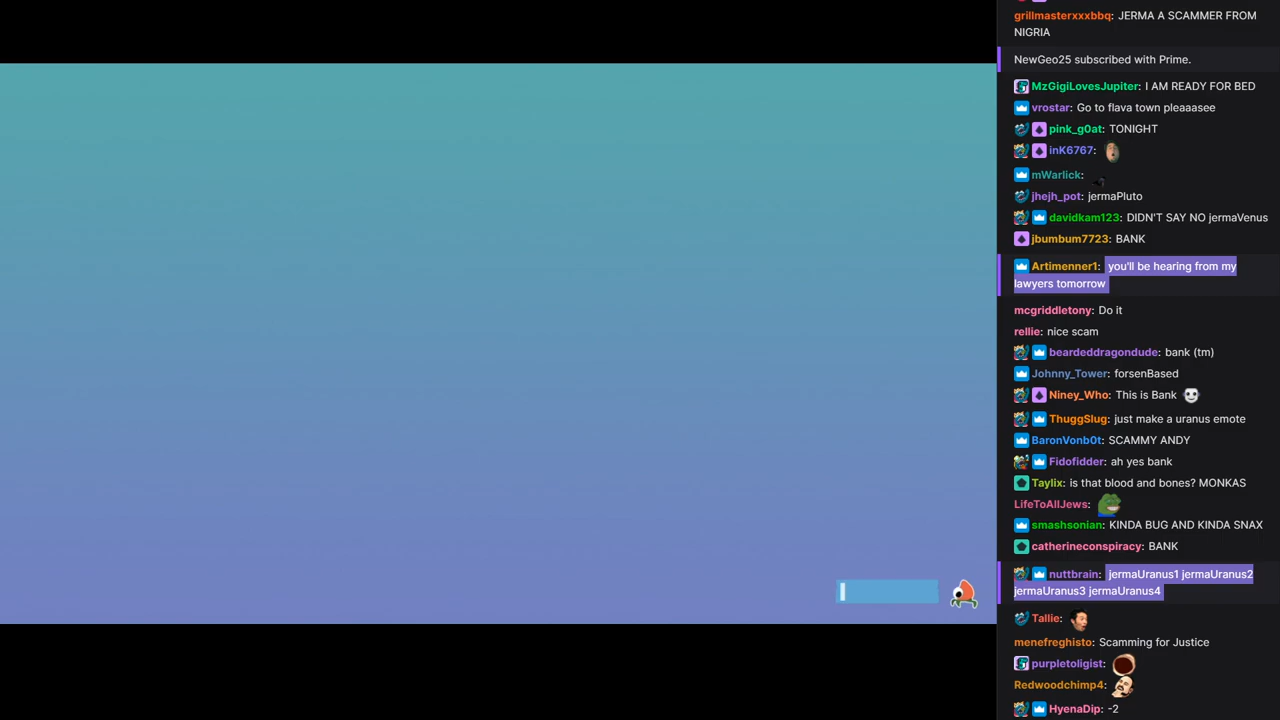 grillmasterxxxbbq: JERMA A SCAMMER FROM
NIGRIA
NewGeo25 subscribed with Prime.
MzGigiLovesJupiter: I AM READY FOR BED
vrostar: Go to flava town pleaaasee
pink_g0at: TONIGHT
inK6767:
mWarlick:
jhejh_pot: jermaPluto
davidkam123: DIDN'T SAY NO jermaVenus
jbumbum7723: BANK
Artimenner1: you'll be hearing from my
lawyers tomorrow
mcgriddletony: Do it
rellie: nice scam
beardeddragondude: bank (tm)
Johnny_Tower: forsenBased
Niney_Who: This is Bank
ThuggSlug: just make a uranus emote
BaronVonb0t: SCAMMY ANDY
Fidofidder: ah yes bank
Taylix: is that blood and bones? MONKAS
LifeToAllJews:
smashsonian: KINDA BUG AND KINDA SNAX
catherineconspiracy: BANK
nuttbrain: jermaUranus1 jermaUranus2
jermaUranus3 jermaUranus4
Tallie:
menefreghisto: Scamming for Justice
purpletoligist:
Redwoodchimp4:
HyenaDip: -2